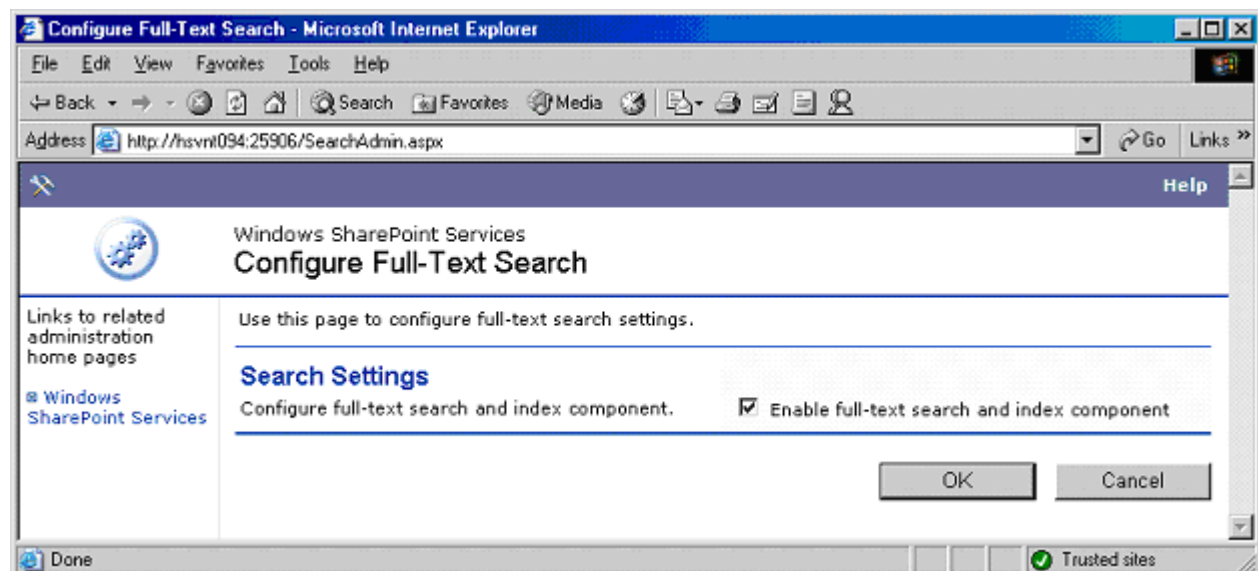 Configure Full-Text Search - Microsoft Internet Explorer
File Edit View Favorites Tools Help
Back Search Favorites Media
Address http://hsvnt094:25906/SearchAdmin.aspx Go Links »
Help
Windows SharePoint Services
Configure Full-Text Search
Links to related
administration
home pages
Windows
SharePoint Services
Use this page to configure full-text search settings.
Search Settings
Configure full-text search and index component.
Enable full-text search and index component
OK Cancel
Done Trusted sites